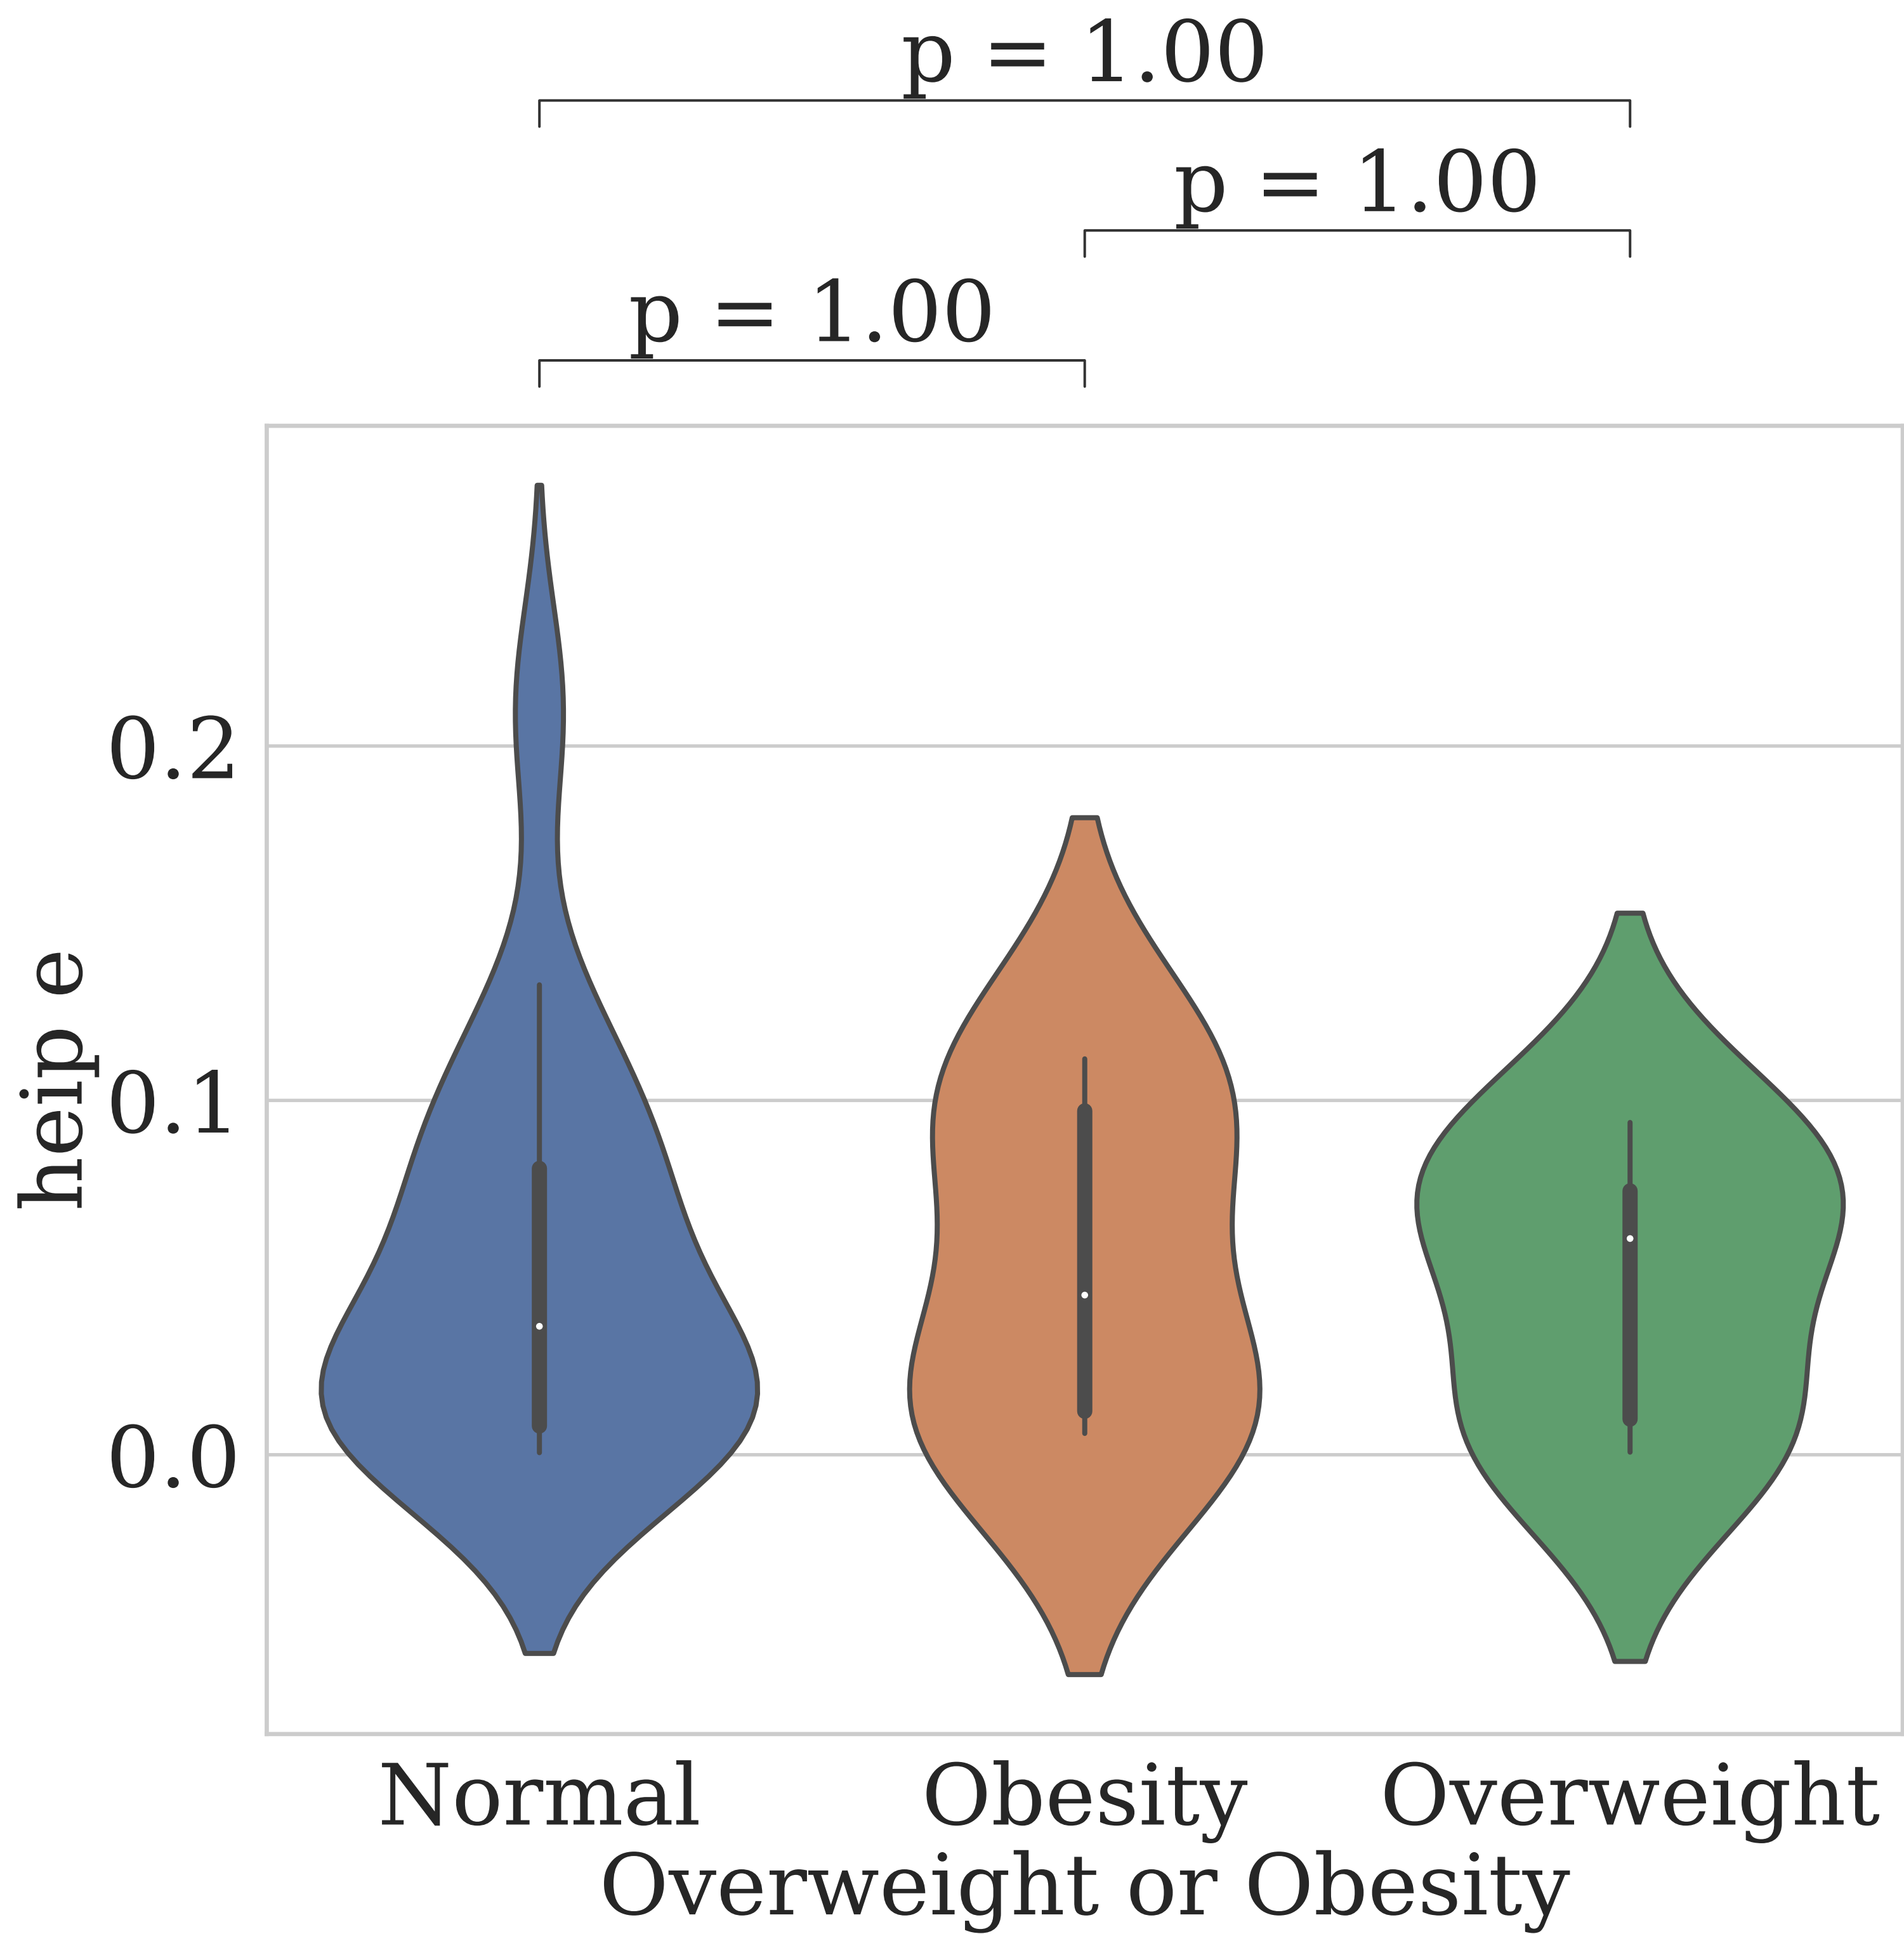 p = 1.00
p = 1.00
p = 1.00
heip e
0.2
0.1
0.0
Normal Obesity Overweight
Overweight or Obesity